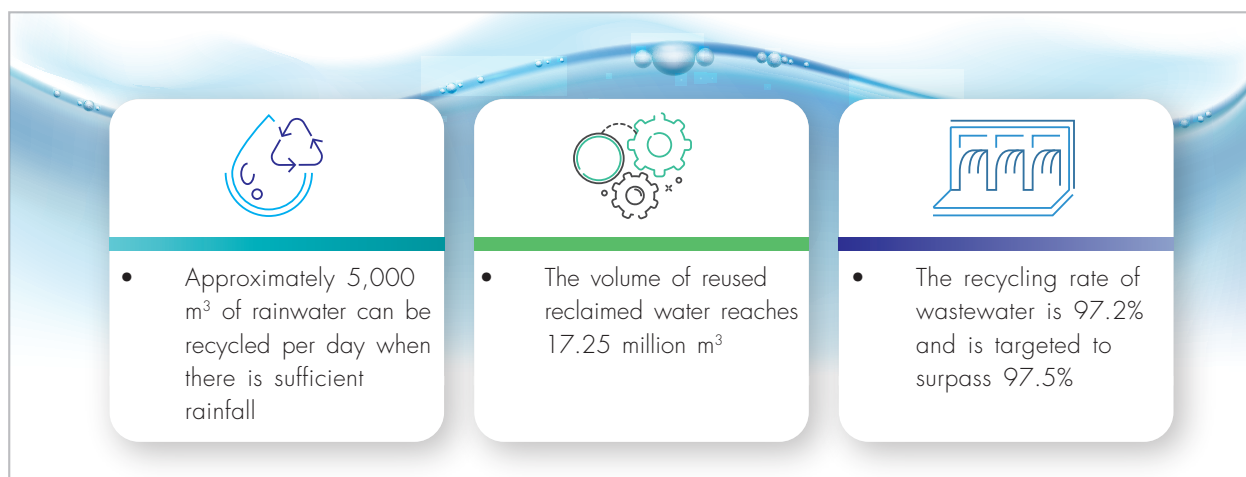 • Approximately 5,000
m³ of rainwater can be
recycled per day when
there is sufficient
rainfall
• The volume of reused
reclaimed water reaches
17.25 million m³
• The recycling rate of
wastewater is 97.2%
and is targeted to
surpass 97.5%